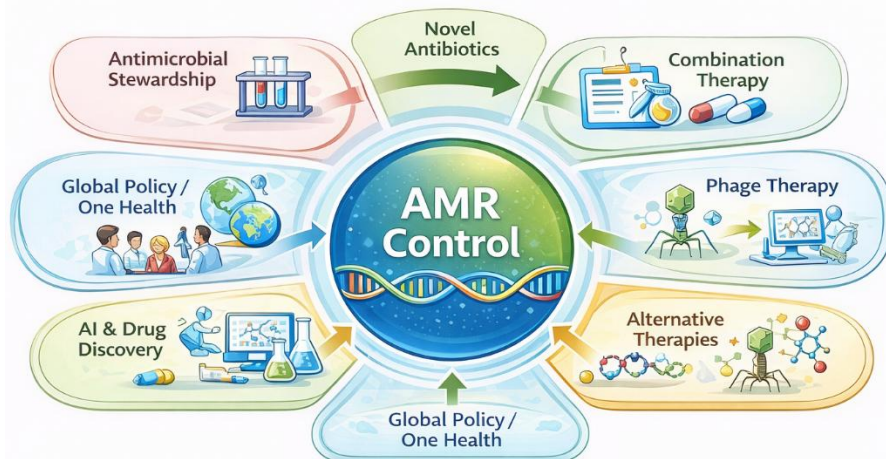 Antimicrobial
Stewardship
Novel
Antibiotics
Combination
Therapy
Global Policy /
One Health
AMR
Control
Phage Therapy
AI & Drug
Discovery
Alternative
Therapies
Global Policy /
One Health